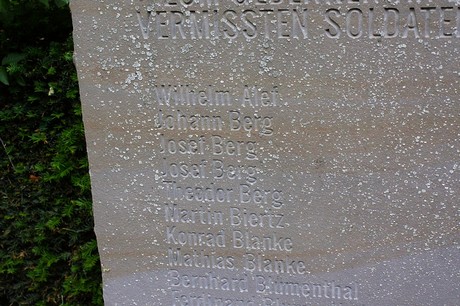 VERMISSTEN SOLDATEN
Wilhelm Alef
Johann Berg
Josef Berg
Josef Berg
Theodor Berg
Martin Biertz
Konrad Blanke
Mathias Blanke
Bernhard Blumenthal
Ferdinand